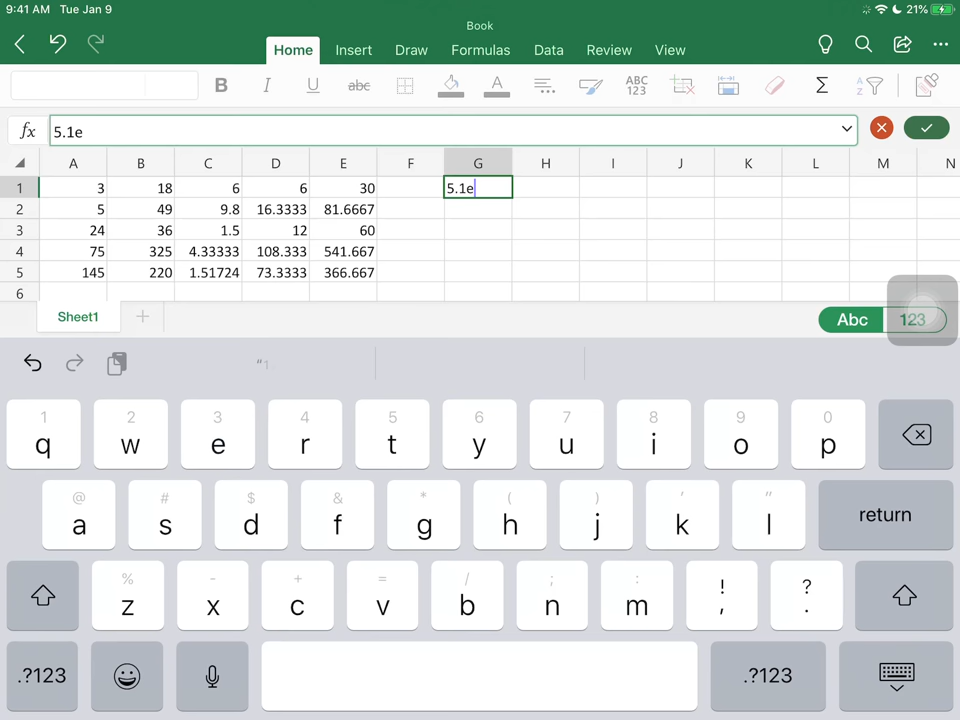 9:41 AM Tue Jan 9 21%
Book
Home Insert Draw Formulas Data Review View
B I U abc A ABC 123 Σ A Z
fx 5.1e
A B C D E F G H I J K L M N
1 3 18 6 6 30 5.1e
2 5 49 9.8 16.3333 81.6667
3 24 36 1.5 12 60
4 75 325 4.33333 108.333 541.667
5 145 220 1.51724 73.3333 366.667
6
Sheet1 + Abc 123
“1
1 2 3 4 5 6 7 8 9 0
q w e r t y u i o p
@ # $ & * ( ) ' "
a s d f g h j k l return
% - + = / ; : ! ?
z x c v b n m , .
.?123 .?123